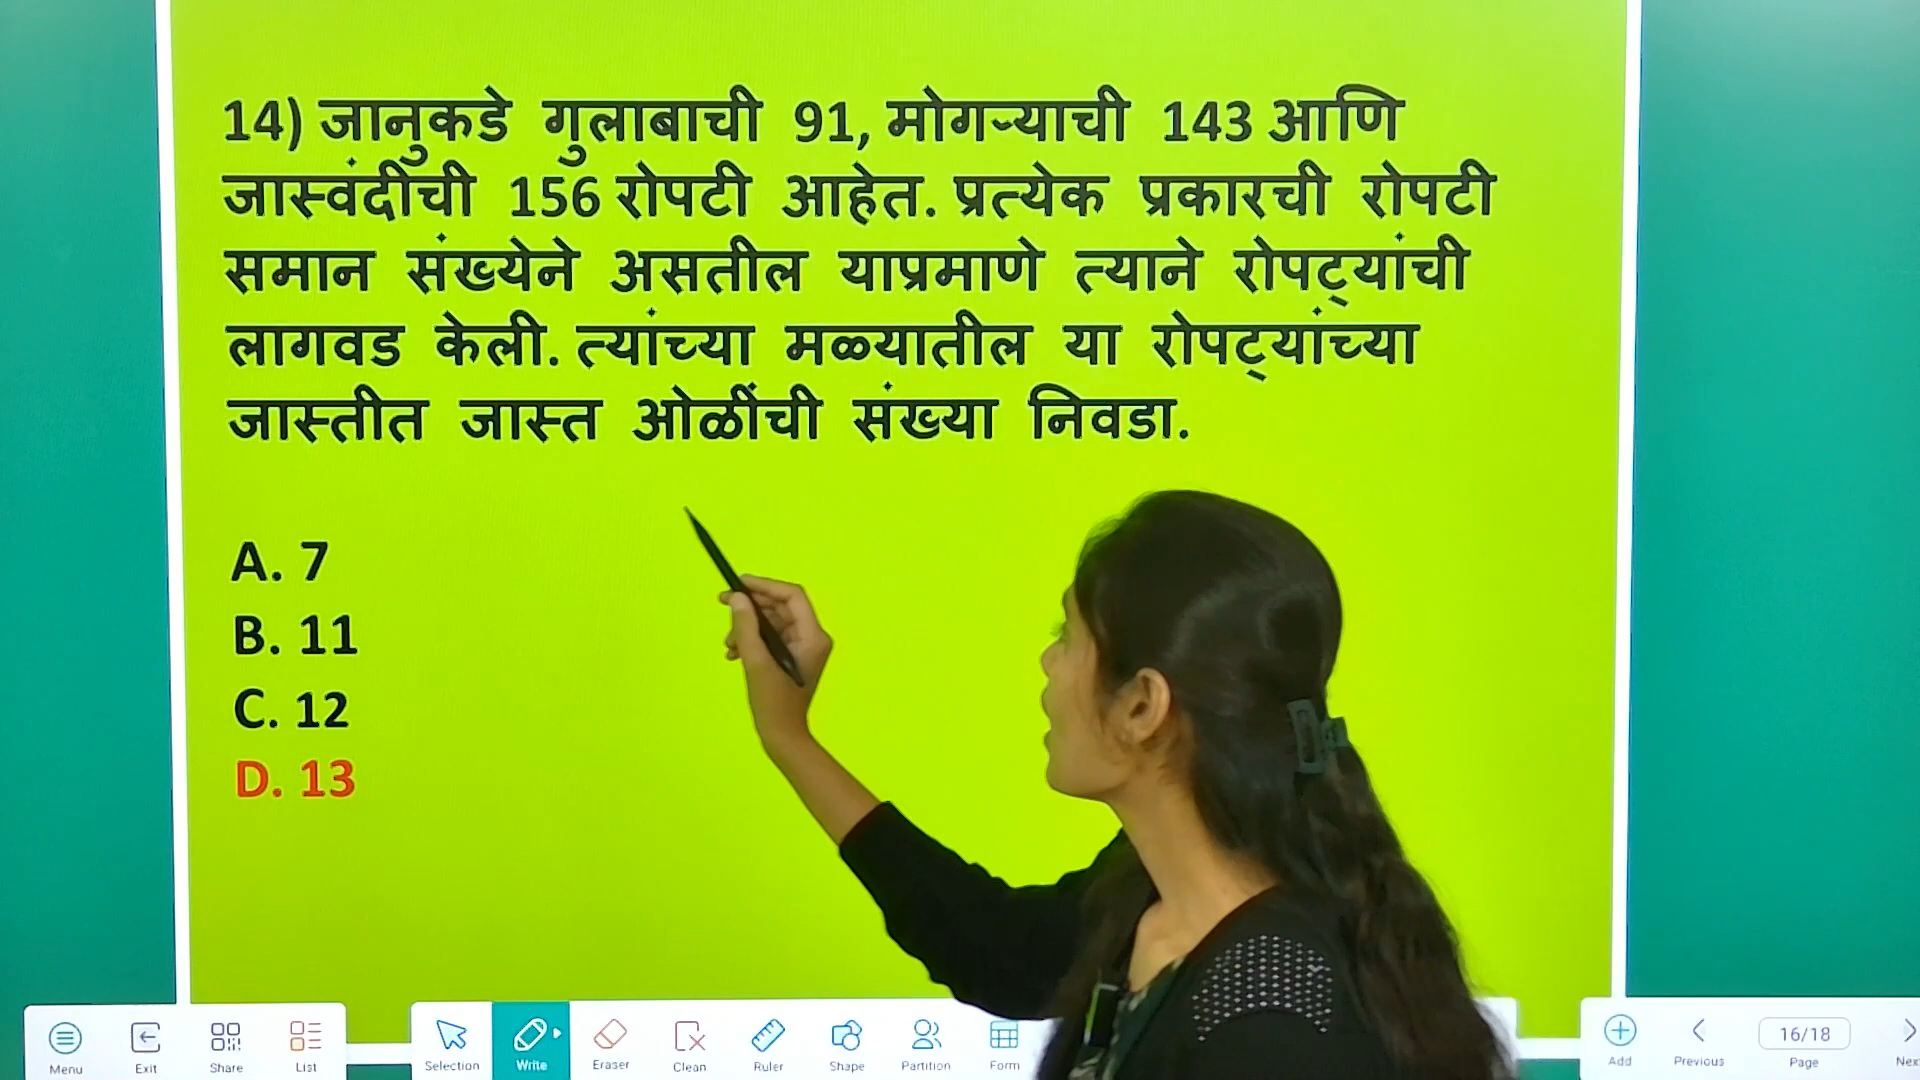 14) जानुकडे गुलाबाची 91, मोगऱ्याची 143 आणि
जास्वंदीची 156 रोपटी आहेत. प्रत्येक प्रकारची रोपटी
समान संख्येने असतील याप्रमाणे त्याने रोपट्यांची
लागवड केली. त्यांच्या मळ्यातील या रोपट्यांच्या
जास्तीत जास्त ओळींची संख्या निवडा.
A. 7
B. 11
C. 12
D. 13
Menu Exit Share List Selection Write Eraser Clean Ruler Shape Partition Form Add Previous 16/18 Page